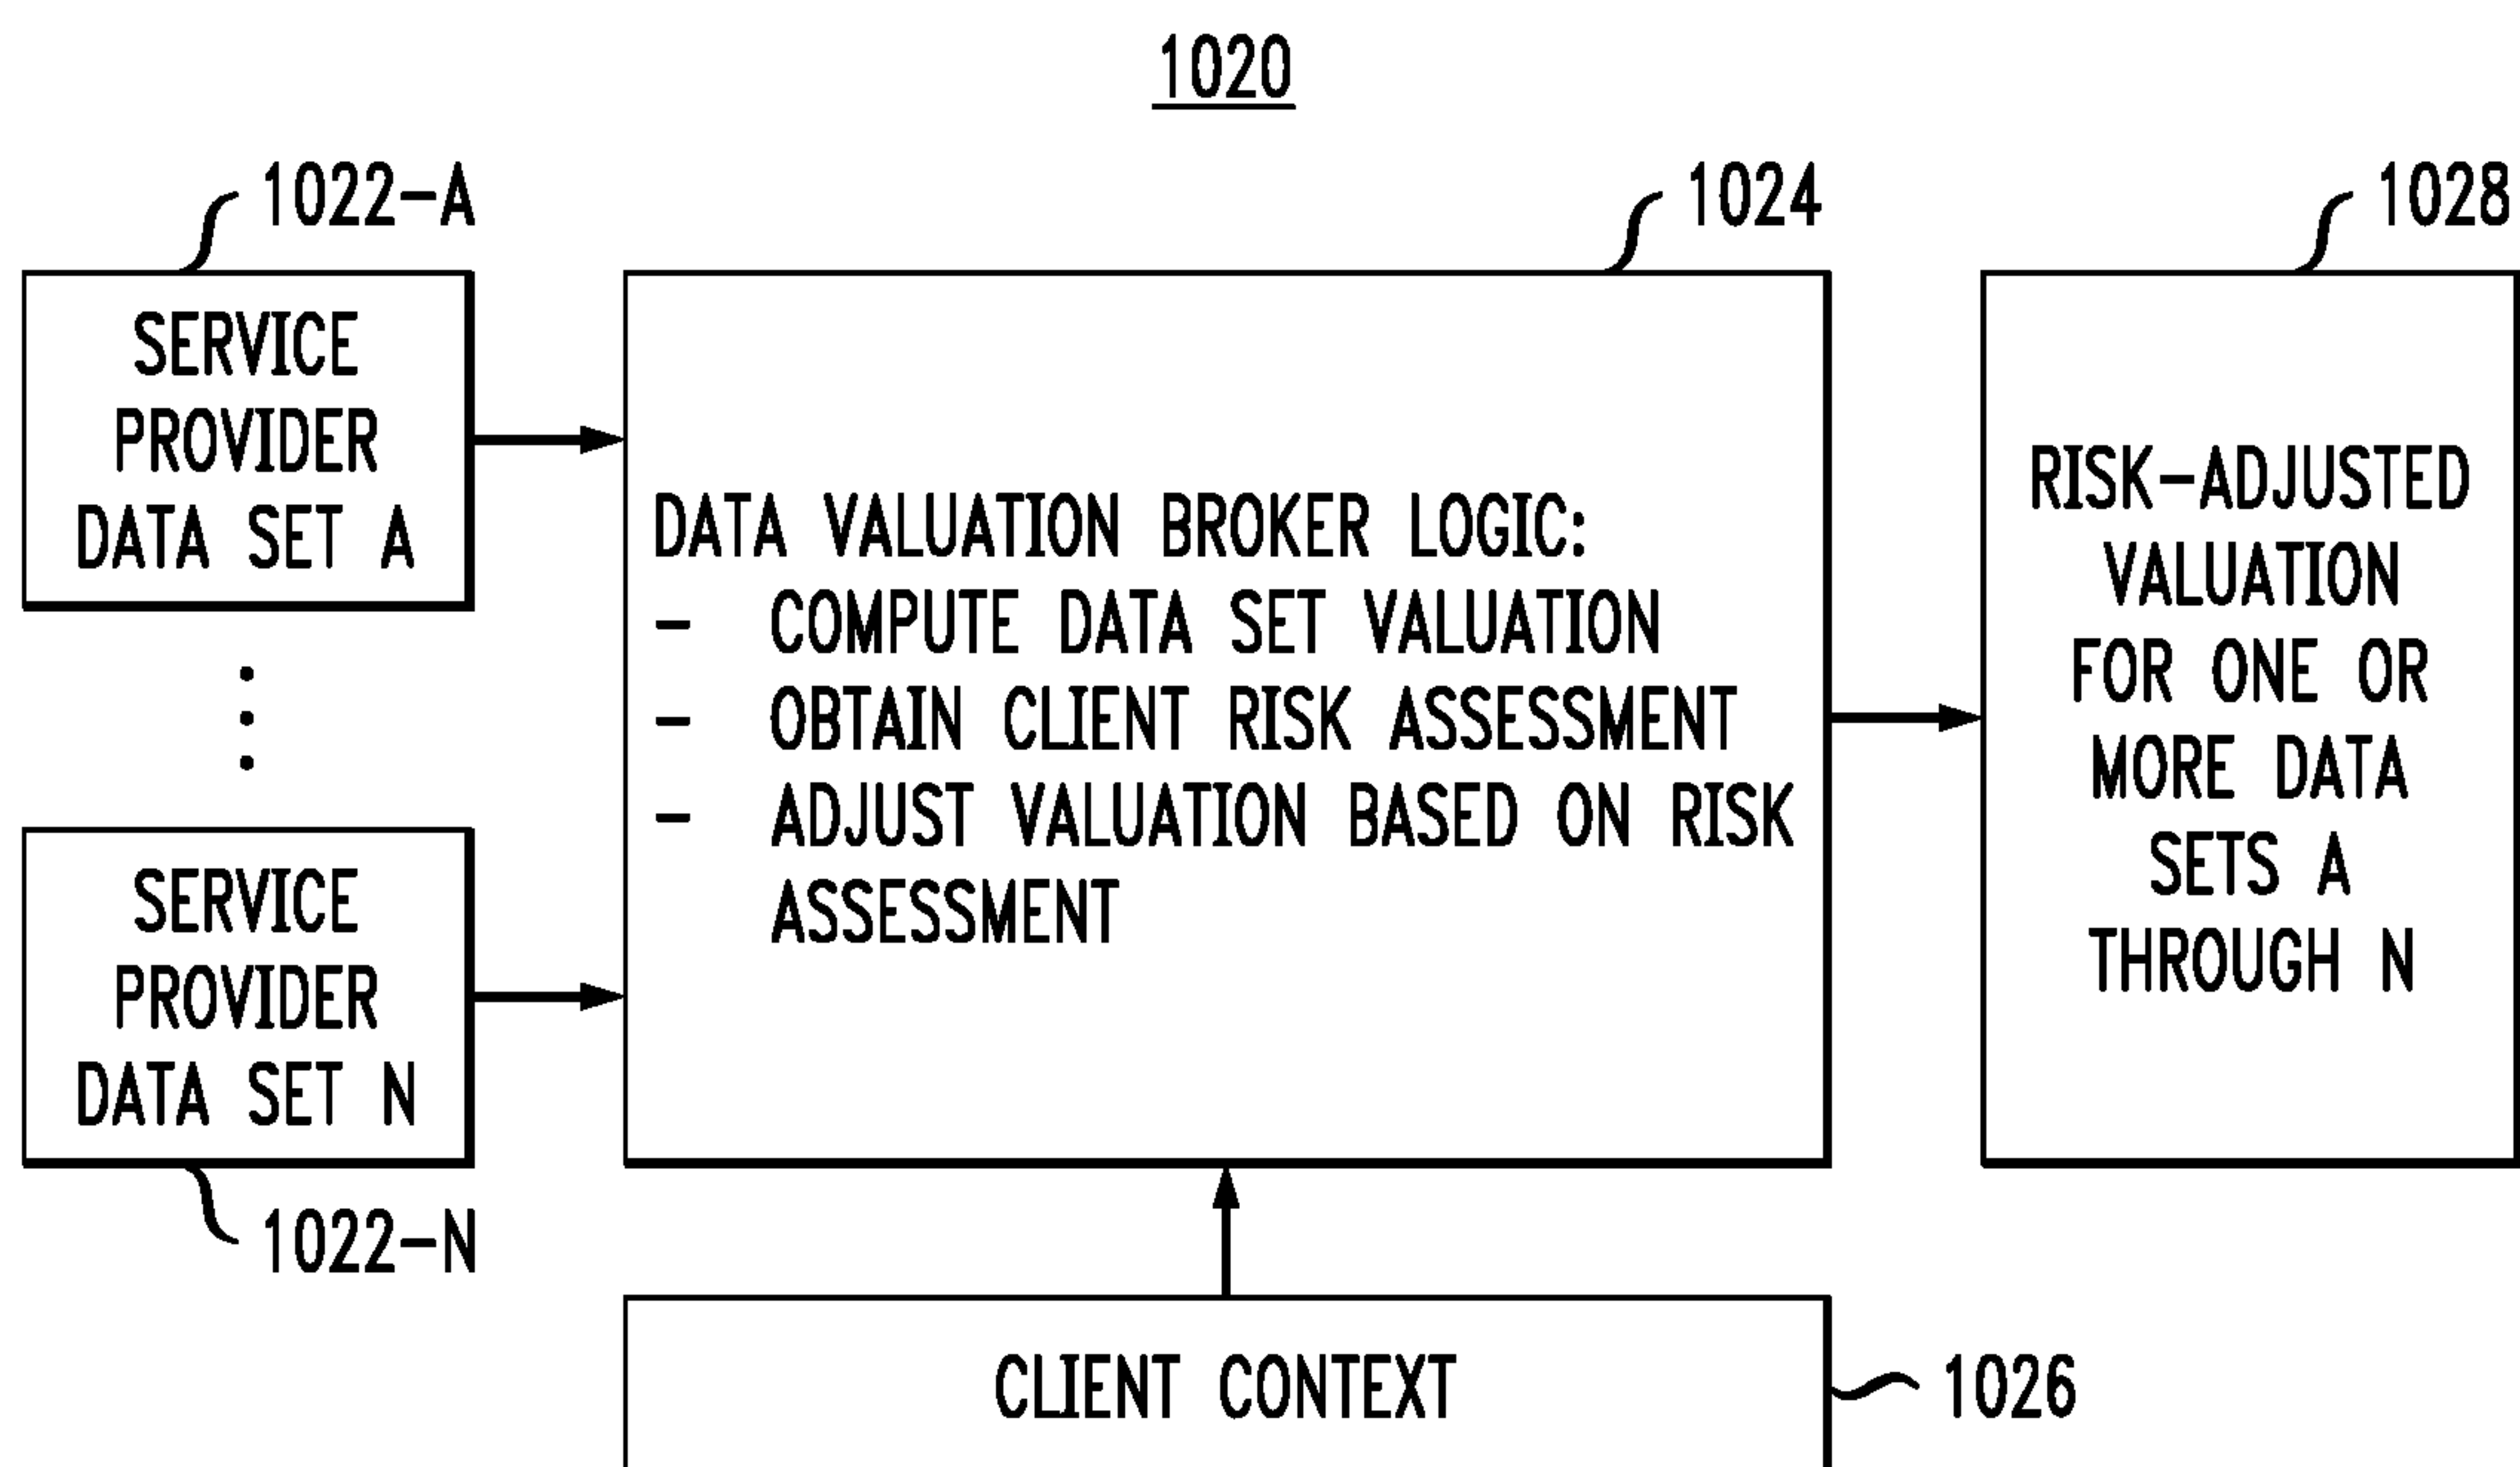 1020
1022-A
1024
1028
SERVICE
PROVIDER
DATA SET A
SERVICE
PROVIDER
DATA SET N
1022-N
DATA VALUATION BROKER LOGIC:
- COMPUTE DATA SET VALUATION
- OBTAIN CLIENT RISK ASSESSMENT
- ADJUST VALUATION BASED ON RISK
ASSESSMENT
RISK-ADJUSTED
VALUATION
FOR ONE OR
MORE DATA
SETS A
THROUGH N
CLIENT CONTEXT
1026